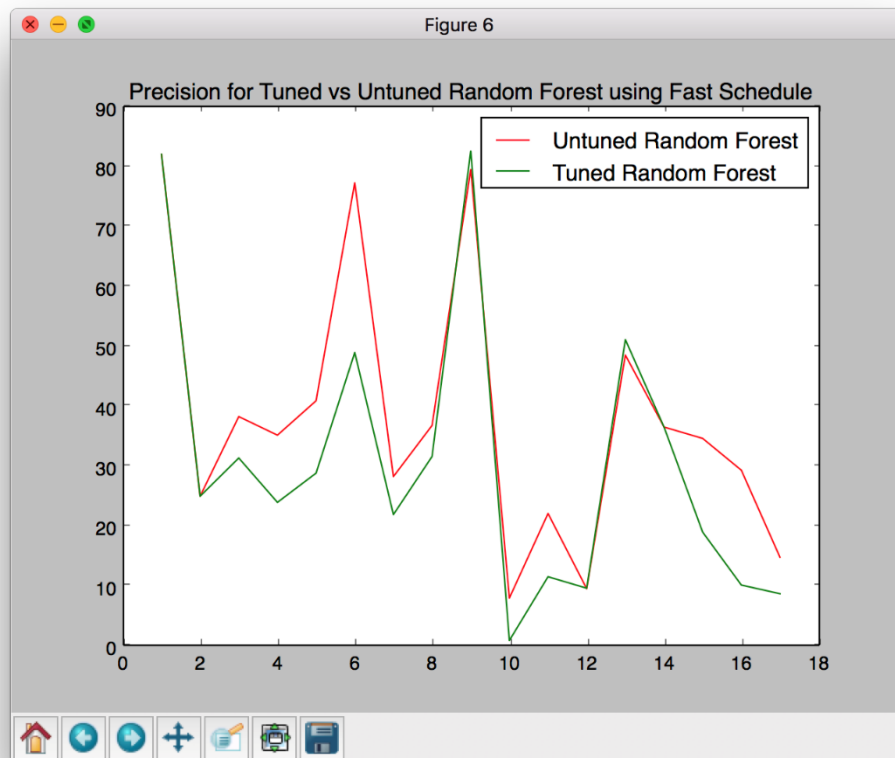 Figure 6
Precision for Tuned vs Untuned Random Forest using Fast Schedule
90
80
70
60
50
40
30
20
10
0
Untuned Random Forest
Tuned Random Forest
0 2 4 6 8 10 12 14 16 18